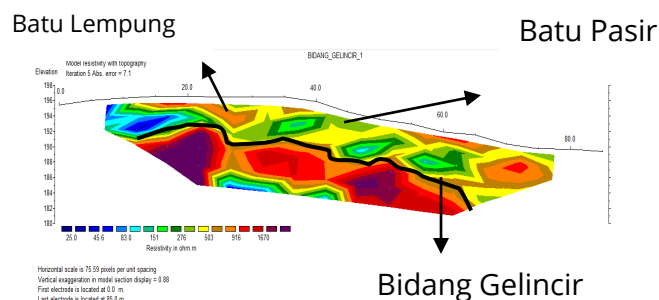 Batu Lempung
Batu Pasir
BIDANG_GELINCIR_1
Model resistivity with topography
Iteration 5 Abs. error = 7.1
Elevation
198
196
194
192
190
188
186
184
182
180
0.0
20.0
40.0
60.0
80.0
25.0 45.6 83.0 151 276 503 916 1670
Resistivity in ohm.m
Bidang Gelincir
Horizontal scale is 75.59 pixels per unit spacing
Vertical exaggeration in model section display = 0.88
First electrode is located at 0.0 m.
Last electrode is located at 85.0 m.